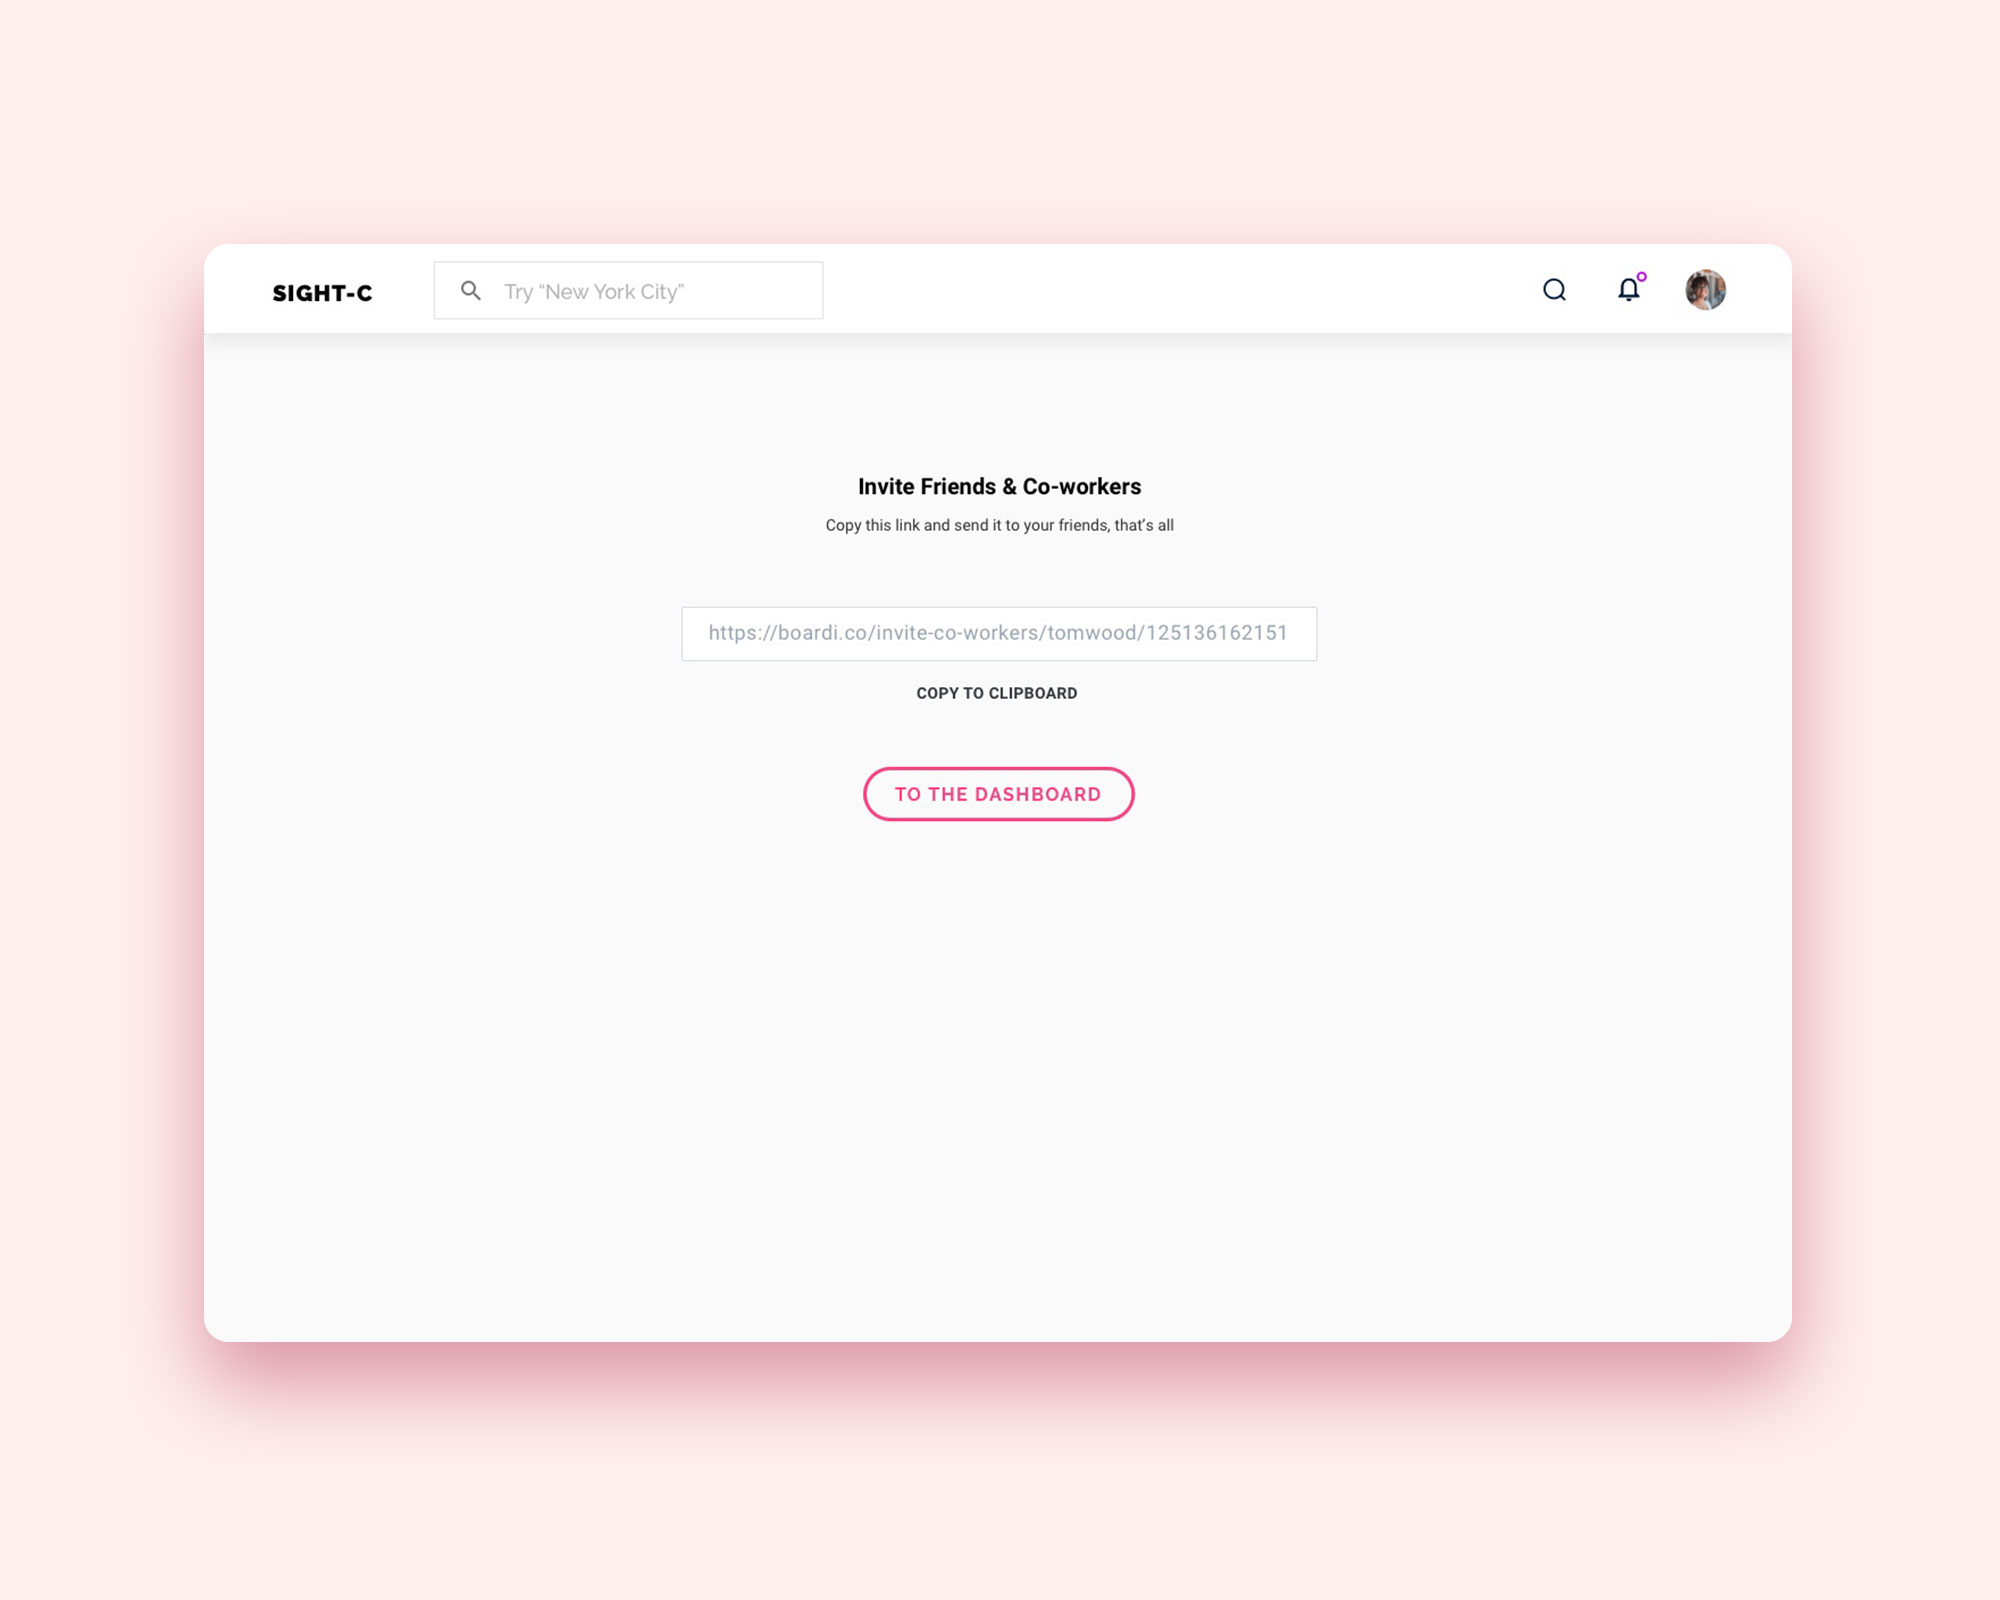 SIGHT-C
Try “New York City”
Invite Friends & Co-workers
Copy this link and send it to your friends, that’s all
https://boardi.co/invite-co-workers/tomwood/125136162151
COPY TO CLIPBOARD
TO THE DASHBOARD